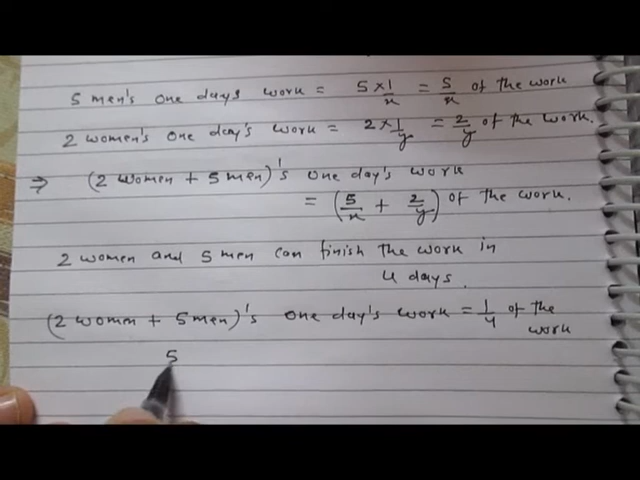 5 men's one days work = 5 × 1/x = 5/x of the work
2 women's one day's work = 2 × 1/y = 2/y of the work.
⇒ (2 women + 5 men)'s one day's work
= (5/x + 2/y) of the work.
2 women and 5 men can finish the work in
4 days.
(2 women + 5 men)'s one day's work = 1/4 of the
work
5